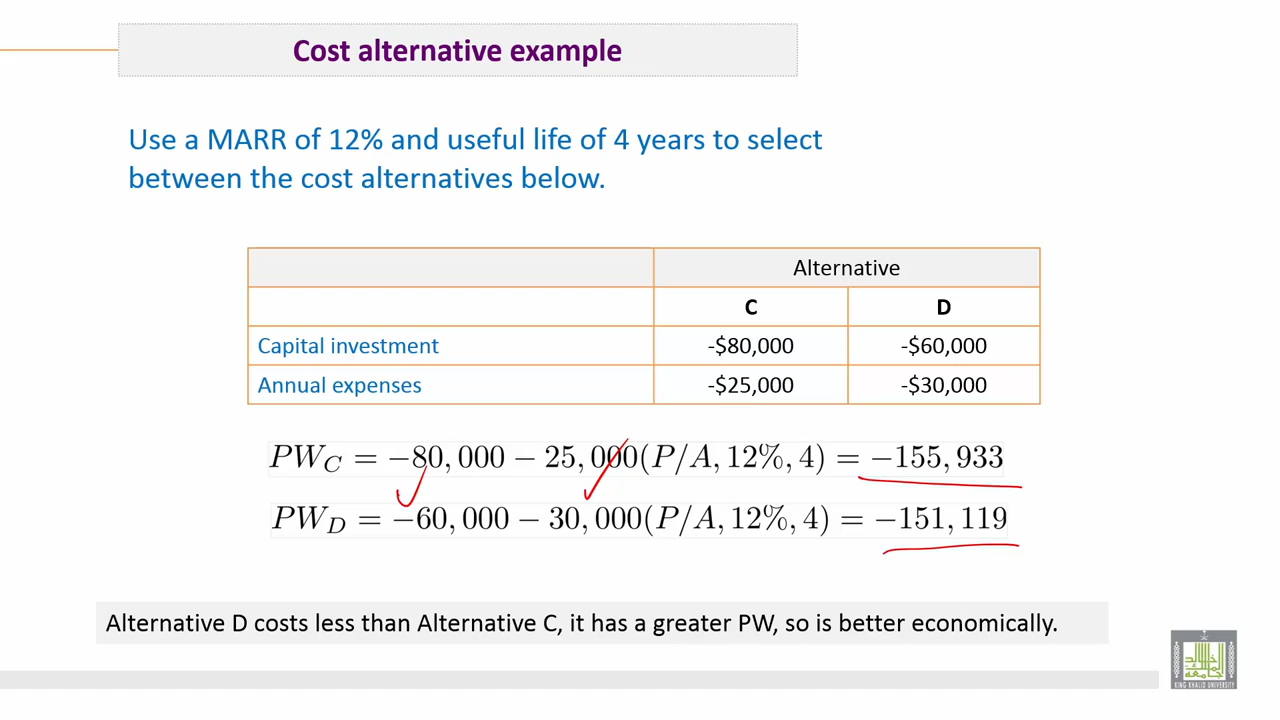 Cost alternative example
Use a MARR of 12% and useful life of 4 years to select
between the cost alternatives below.
Alternative
C D
Capital investment -$80,000 -$60,000
Annual expenses -$25,000 -$30,000
PW_C = −80,000 − 25,000(P/A, 12%, 4) = −155,933
PW_D = −60,000 − 30,000(P/A, 12%, 4) = −151,119
Alternative D costs less than Alternative C, it has a greater PW, so is better economically.
KING KHALID UNIVERSITY